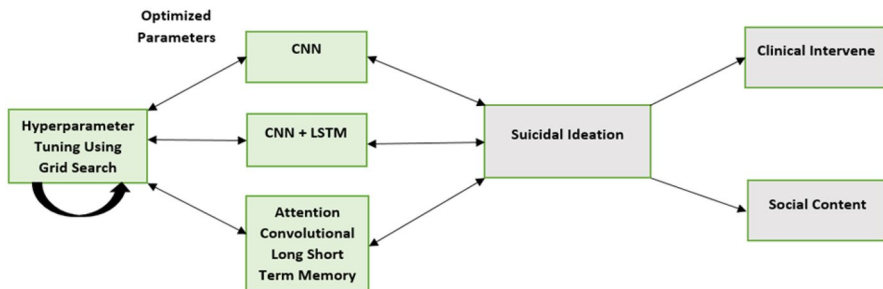 Optimized
Parameters
CNN
Clinical Intervene
Hyperparameter
Tuning Using
Grid Search
CNN + LSTM
Suicidal Ideation
Attention
Convolutional
Long Short
Term Memory
Social Content